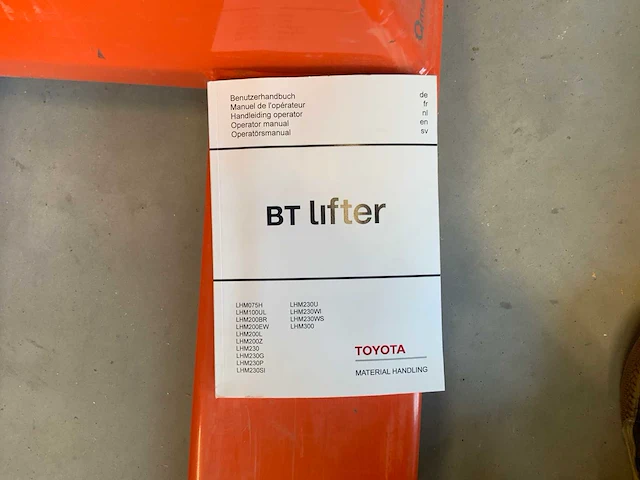 Benutzerhandbuch de
Manuel de l'opérateur fr
Handleiding operator nl
Operator manual en
Operatörsmanual sv
BT lifter
LHM075H LHM230U
LHM100UL LHM230WI
LHM200BR LHM230WS
LHM200EW LHM300
LHM200L
LHM200Z
LHM230
LHM230G
LHM230P
LHM230SI
TOYOTA
MATERIAL HANDLING